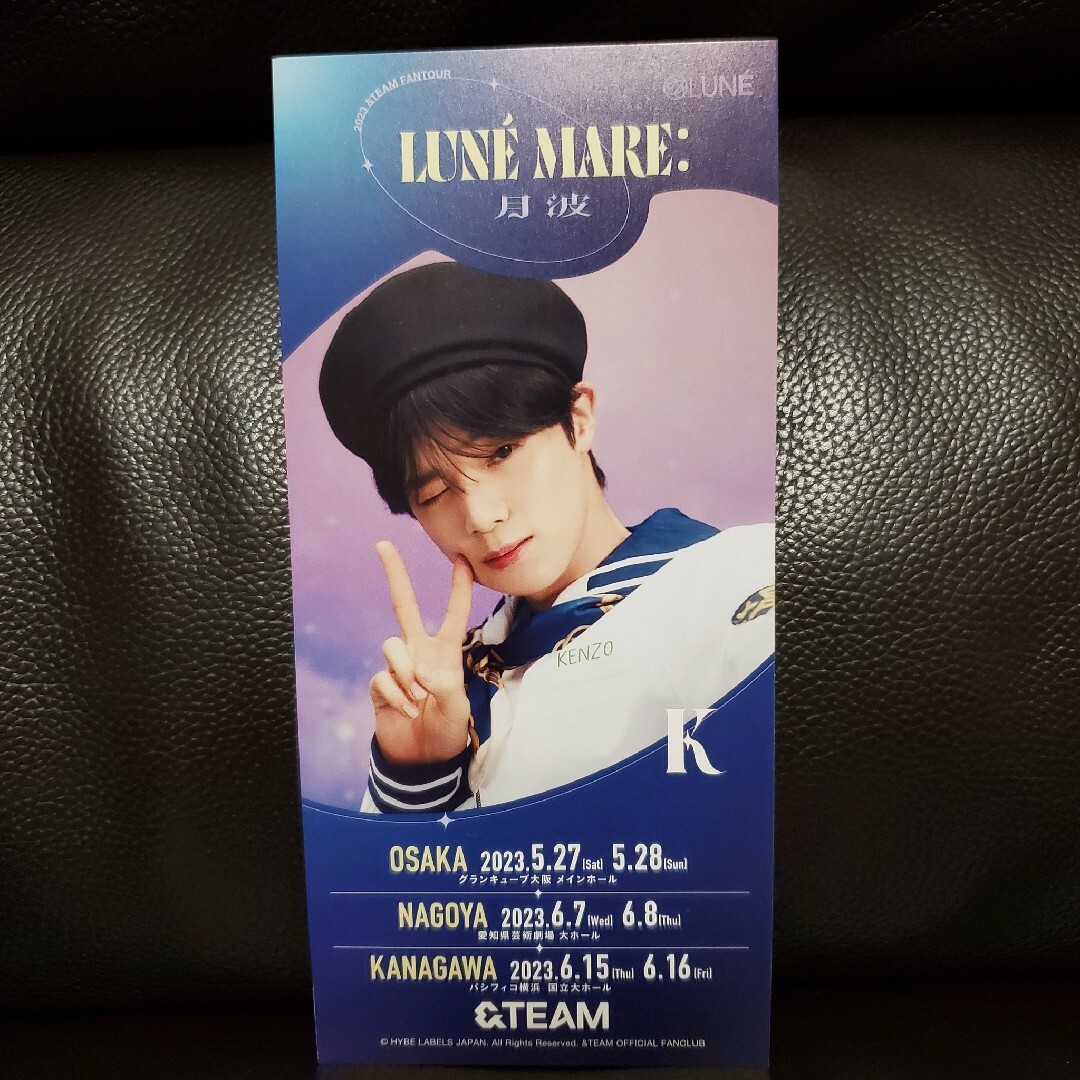 2023 &TEAM FANTOUR
LUNÉ
LUNÉ MARE:
月波
KENZO
K
OSAKA 2023.5.27(Sat) 5.28(Sun)
グランキューブ大阪 メインホール
NAGOYA 2023.6.7(Wed) 6.8(Thu)
愛知県芸術劇場 大ホール
KANAGAWA 2023.6.15(Thu) 6.16(Fri)
パシフィコ横浜 国立大ホール
&TEAM
© HYBE LABELS JAPAN. All Rights Reserved. &TEAM OFFICIAL FANCLUB